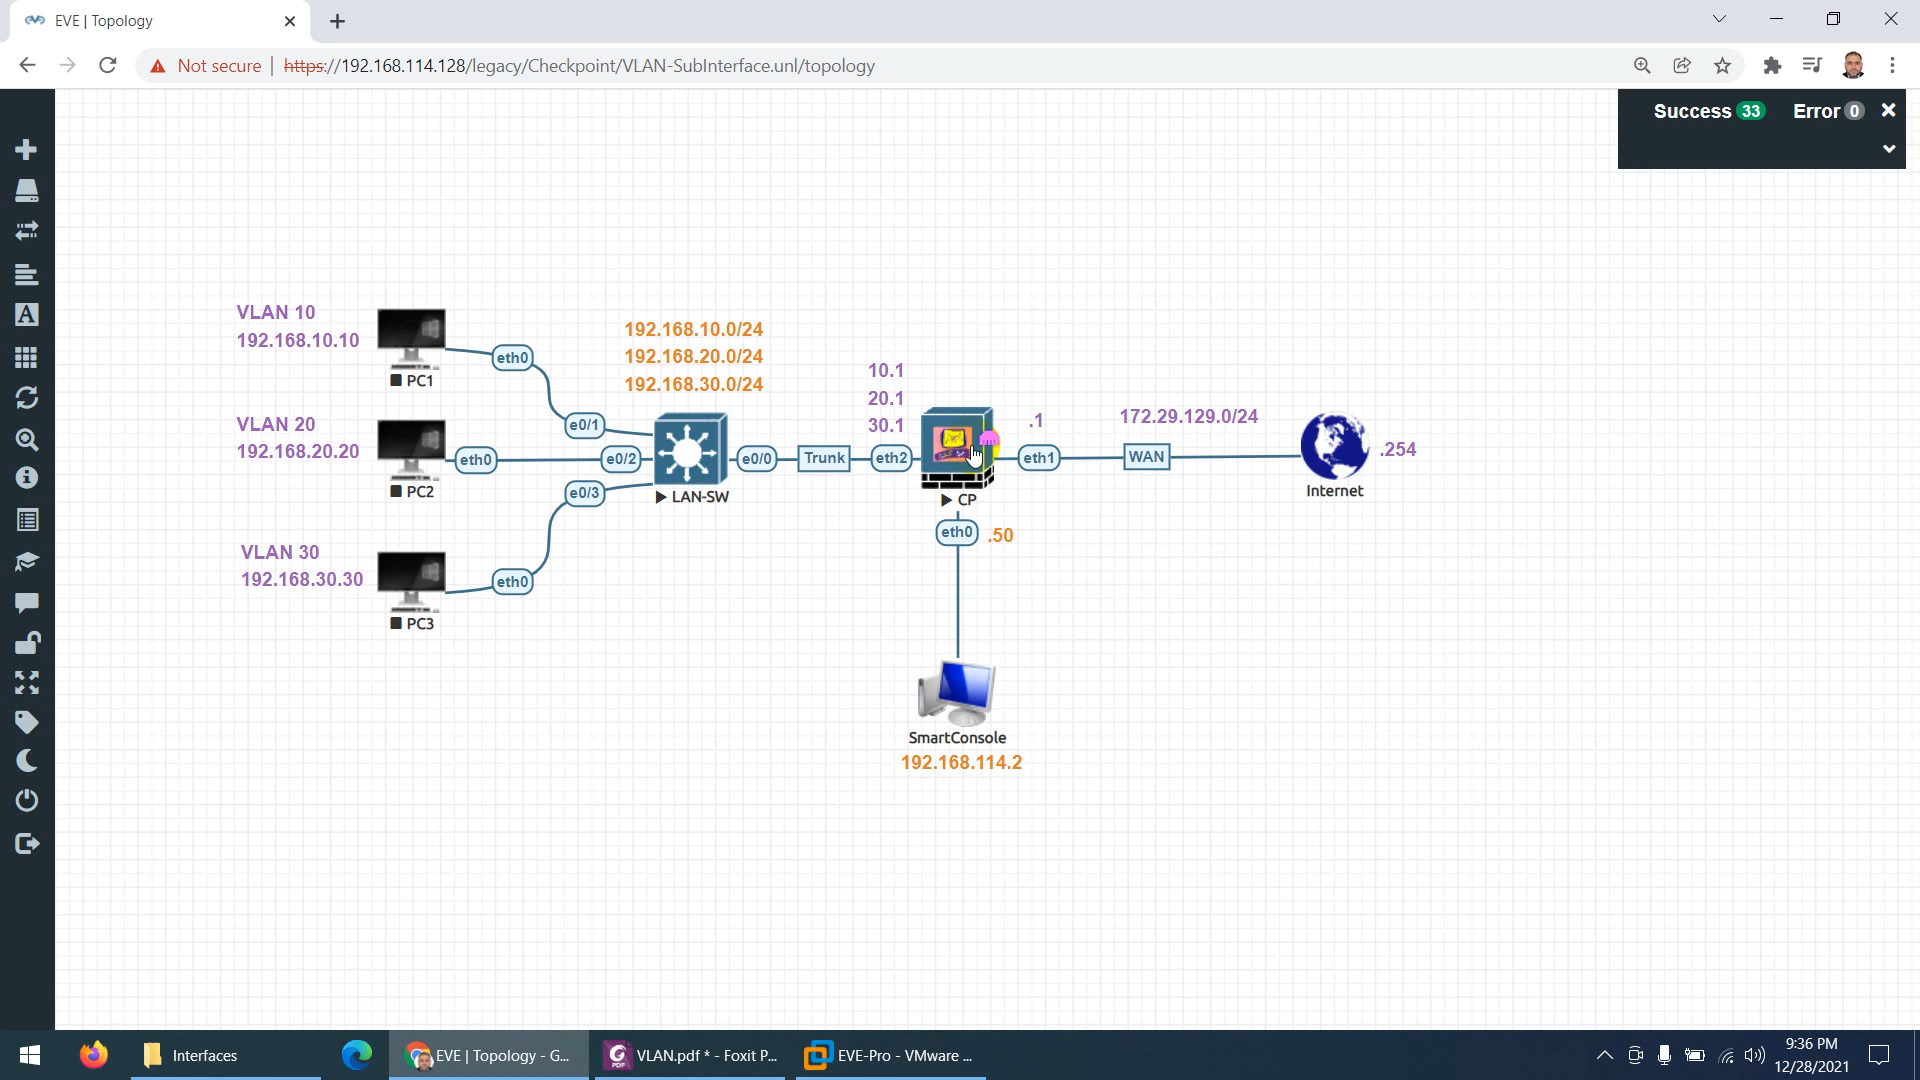 EVE | Topology
Not secure | https://192.168.114.128/legacy/Checkpoint/VLAN-SubInterface.unl/topology
Success 33 Error 0
VLAN 10
192.168.10.10
PC1
eth0
VLAN 20
192.168.20.20
PC2
eth0
VLAN 30
192.168.30.30
PC3
eth0
192.168.10.0/24
192.168.20.0/24
192.168.30.0/24
e0/1
e0/2
e0/3
LAN-SW
e0/0
Trunk
10.1
20.1
30.1
eth2
CP
.1
eth1
172.29.129.0/24
WAN
.254
Internet
eth0
.50
SmartConsole
192.168.114.2
Interfaces
EVE | Topology - G...
VLAN.pdf * - Foxit P...
EVE-Pro - VMware ...
9:36 PM
12/28/2021